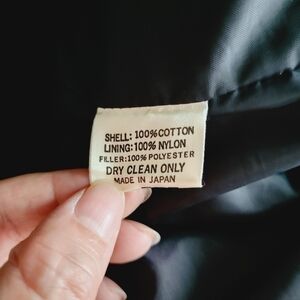 SHELL: 100%COTTON
LINING:100% NYLON
FILLER:100% POLYESTER
DRY CLEAN ONLY
MADE IN JAPAN